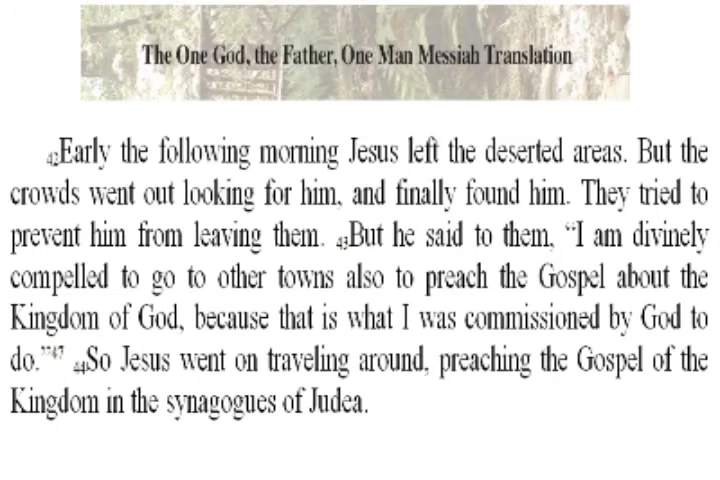 The One God, the Father, One Man Messiah Translation
42Early the following morning Jesus left the deserted areas. But the
crowds went out looking for him, and finally found him. They tried to
prevent him from leaving them. 43But he said to them, “I am divinely
compelled to go to other towns also to preach the Gospel about the
Kingdom of God, because that is what I was commissioned by God to
do.”47 44So Jesus went on traveling around, preaching the Gospel of the
Kingdom in the synagogues of Judea.